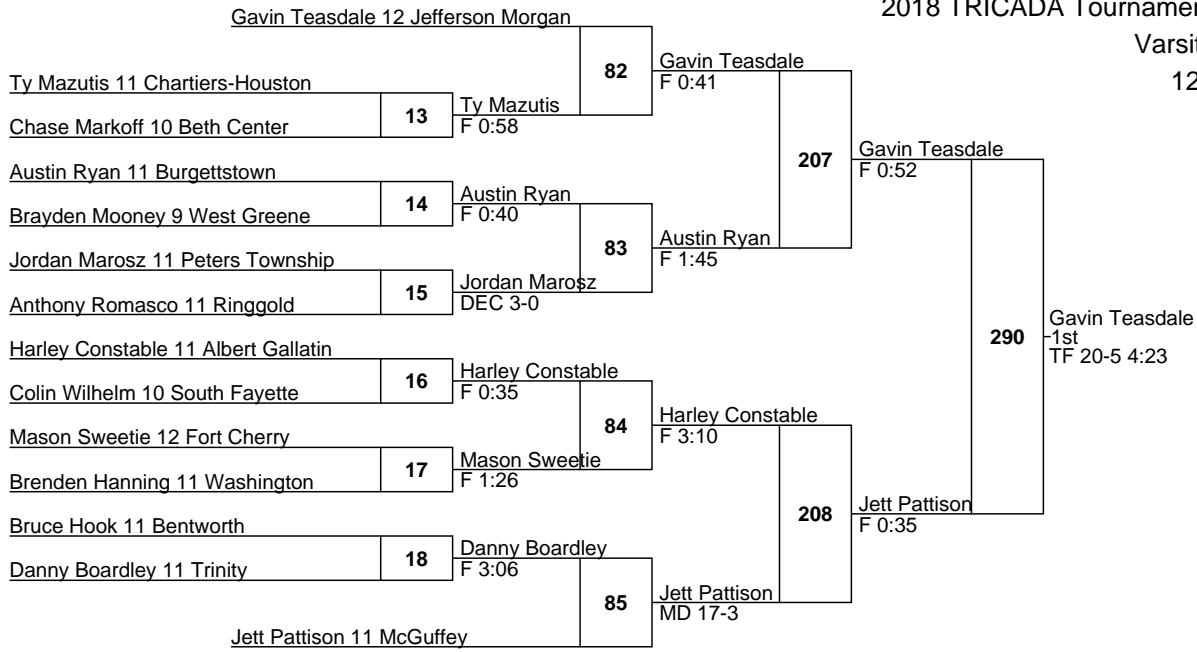 2018 TRICADA Tournamen
Varsit
12
Gavin Teasdale 12 Jefferson Morgan
82
Gavin Teasdale
F 0:41
Ty Mazutis 11 Chartiers-Houston
13
Ty Mazutis
F 0:58
Chase Markoff 10 Beth Center
207
Gavin Teasdale
F 0:52
Austin Ryan 11 Burgettstown
14
Austin Ryan
F 0:40
Brayden Mooney 9 West Greene
83
Austin Ryan
F 1:45
Jordan Marosz 11 Peters Township
15
Jordan Marosz
DEC 3-0
Anthony Romasco 11 Ringgold
290
Gavin Teasdale
1st
TF 20-5 4:23
Harley Constable 11 Albert Gallatin
16
Harley Constable
F 0:35
Colin Wilhelm 10 South Fayette
84
Harley Constable
F 3:10
Mason Sweetie 12 Fort Cherry
17
Mason Sweetie
F 1:26
Brenden Hanning 11 Washington
208
Jett Pattison
F 0:35
Bruce Hook 11 Bentworth
18
Danny Boardley
F 3:06
Danny Boardley 11 Trinity
85
Jett Pattison
MD 17-3
Jett Pattison 11 McGuffey